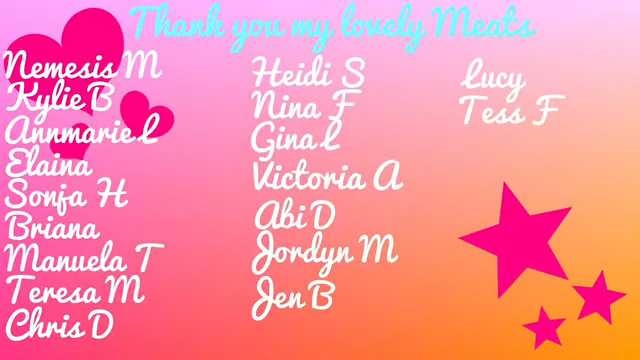 Thank you my lovely Meats
Nemesis M
Kylie B
Annmarie L
Elaina
Sonja H
Briana
Manuela T
Teresa M
Chris D
Heidi S
Nina F
Gina L
Victoria A
Abi D
Jordyn M
Jen B
Lucy
Tess F